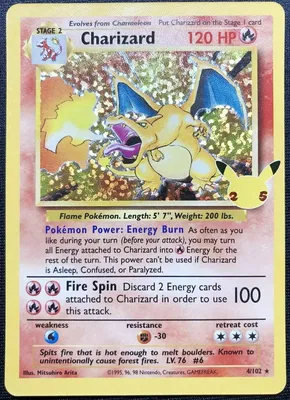 Evolves from Charmeleon Put Charizard on the Stage 1 card
STAGE 2
Charizard 120 HP
25
Flame Pokémon. Length: 5' 7", Weight: 200 lbs.
Pokémon Power: Energy Burn As often as you
like during your turn (before your attack), you may turn
all Energy attached to Charizard into Energy for the
rest of the turn. This power can't be used if Charizard
is Asleep, Confused, or Paralyzed.
Fire Spin Discard 2 Energy cards
attached to Charizard in order to use
this attack.
100
weakness resistance retreat cost
-30
Spits fire that is hot enough to melt boulders. Known to
unintentionally cause forest fires. LV. 76 #6
Illus. Mitsuhiro Arita ©1995, 96, 98 Nintendo, Creatures, GAMEFREAK. 4/102 ★